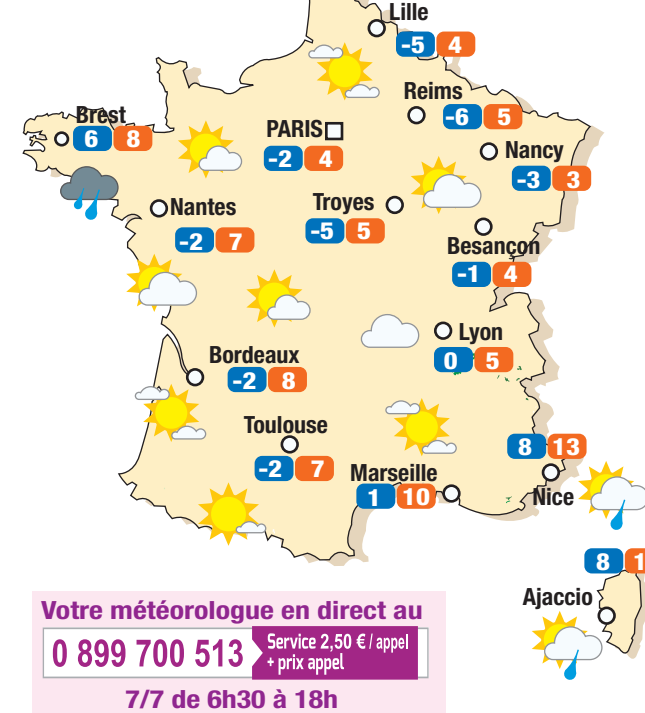 Lille
-5 4
Reims
-6 5
Brest
6 8
PARIS
-2 4
Nancy
-3 3
Troyes
-5 5
Nantes
-2 7
Besançon
-1 4
Lyon
0 5
Bordeaux
-2 8
Toulouse
-2 7
8 13
Nice
Marseille
1 10
8 1
Ajaccio
Votre météorologue en direct au
0 899 700 513
Service 2,50 € / appel
+ prix appel
7/7 de 6h30 à 18h